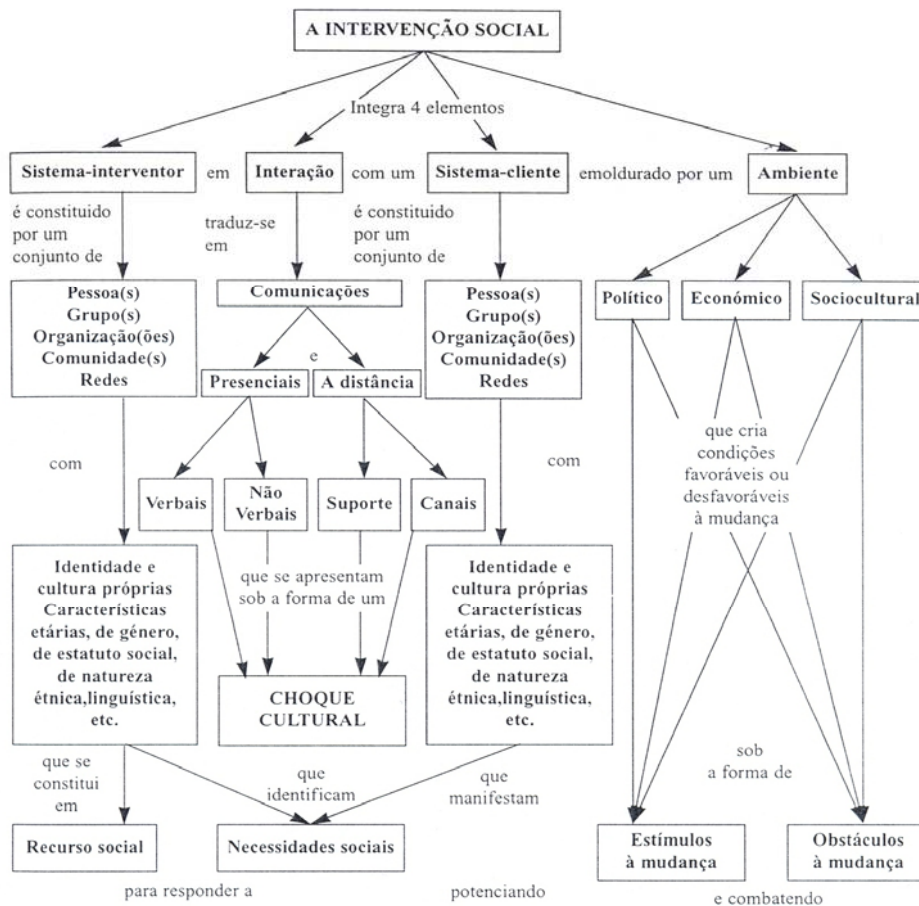 A INTERVENÇÃO SOCIAL
Integra 4 elementos
Sistema-interventor
em
Interação
com um
Sistema-cliente
emoldurado por um
Ambiente
é constituido
por um
conjunto de
traduz-se
em
é constituído
por um
conjunto de
Pessoa(s)
Grupo(s)
Organização(ões)
Comunidade(s)
Redes
Comunicações
Pessoa(s)
Grupo(s)
Organização(ões)
Comunidade(s)
Redes
Político
Económico
Sociocultural
e
Presenciais
A distância
com
Verbais
Não
Verbais
Suporte
Canais
com
que cria
condições
favoráveis ou
desfavoráveis
à mudança
Identidade e
cultura próprias
Características
etárias, de género,
de estatuto social,
de natureza
étnica,linguística,
etc.
que se apresentam
sob a forma de um
CHOQUE
CULTURAL
Identidade e
cultura próprias
Características
etárias, de género,
de estatuto social,
de natureza
étnica,linguística,
etc.
que se
constitui
em
que
identificam
que
manifestam
sob
a forma de
Recurso social
Necessidades sociais
Estímulos
à mudança
Obstáculos
à mudança
para responder a
potenciando
e combatendo